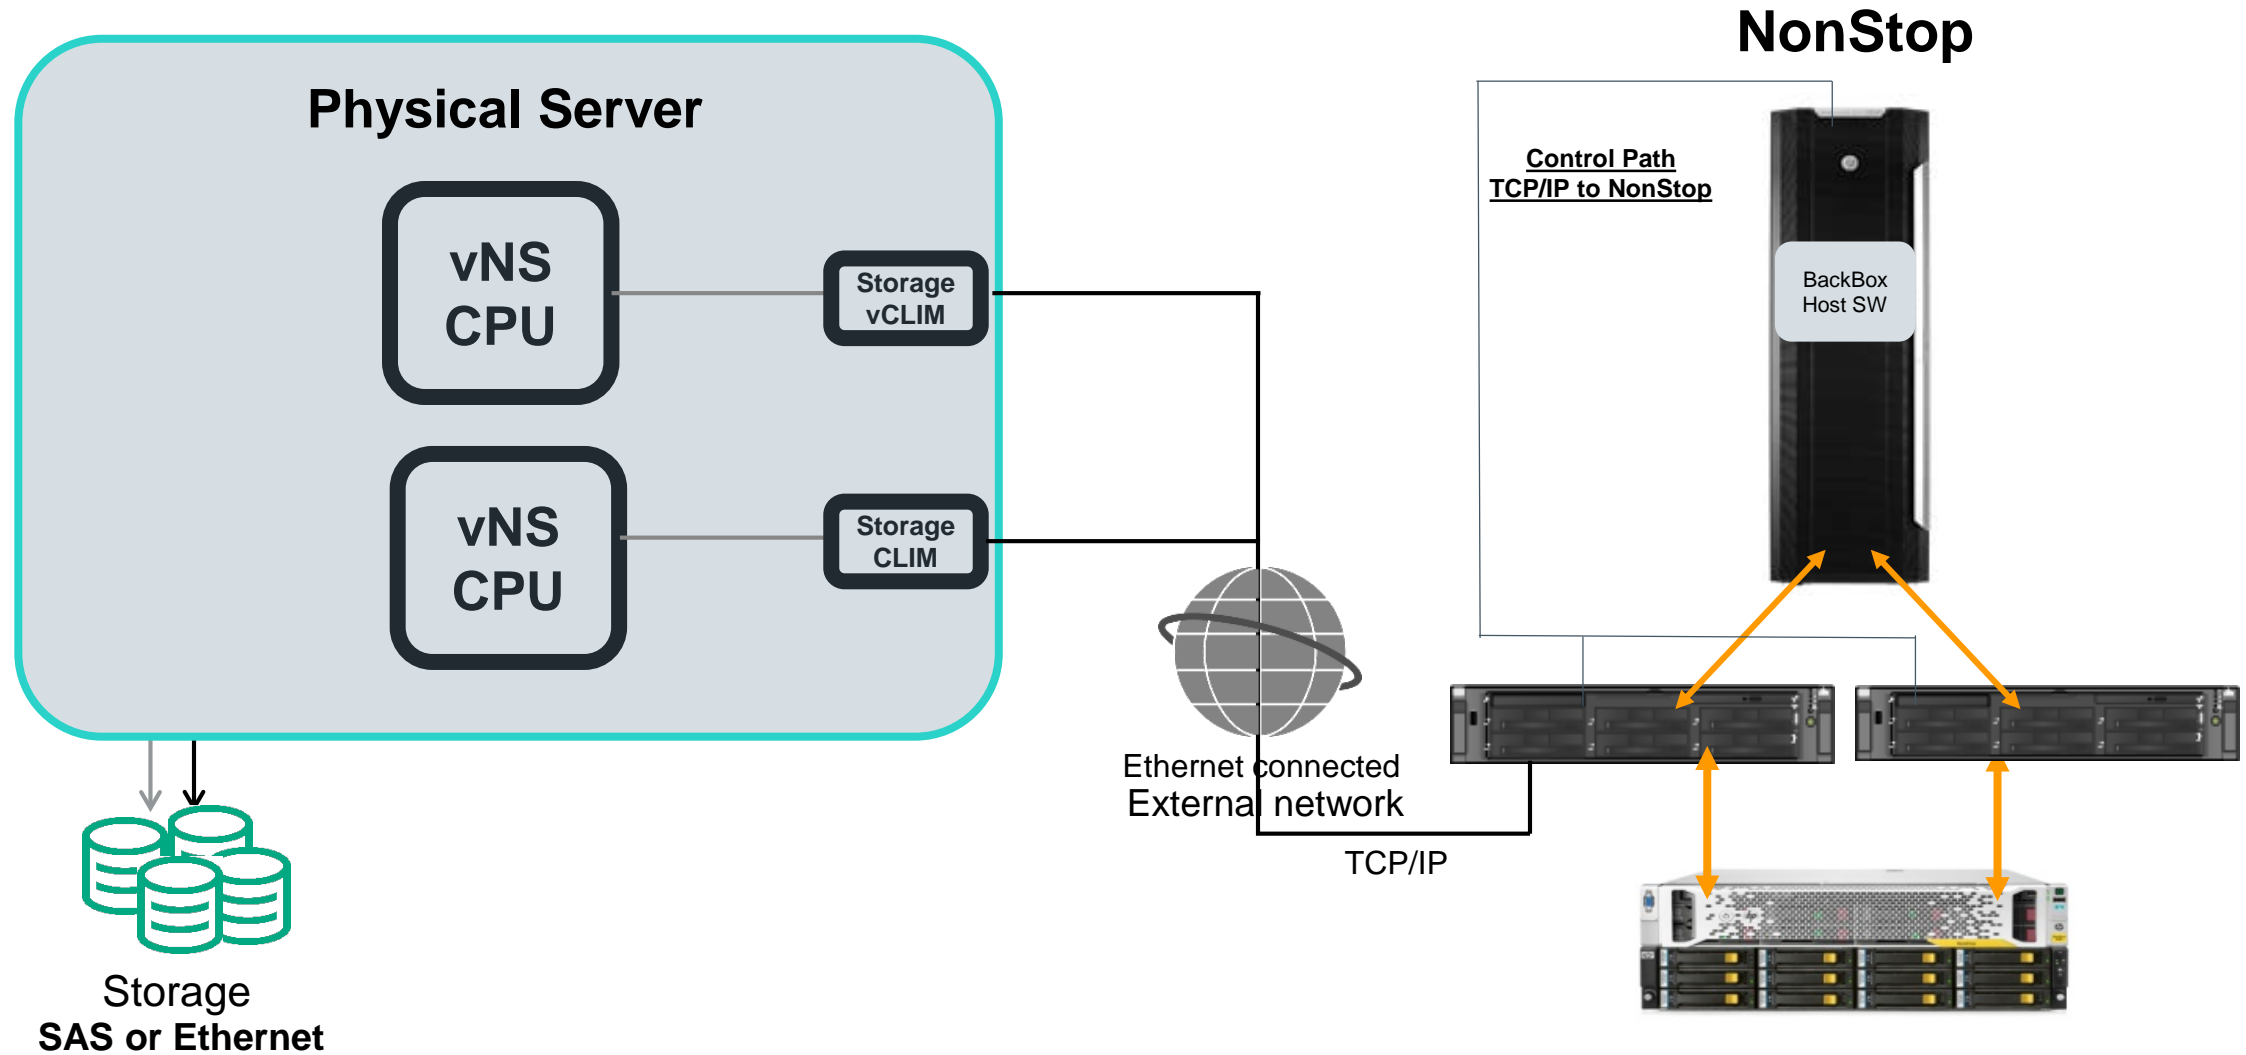 NonStop
Physical Server
Control Path
TCP/IP to NonStop
vNS
CPU
Storage
vCLIM
BackBox
Host SW
vNS
CPU
Storage
CLIM
Ethernet connected
External network
TCP/IP
Storage
SAS or Ethernet